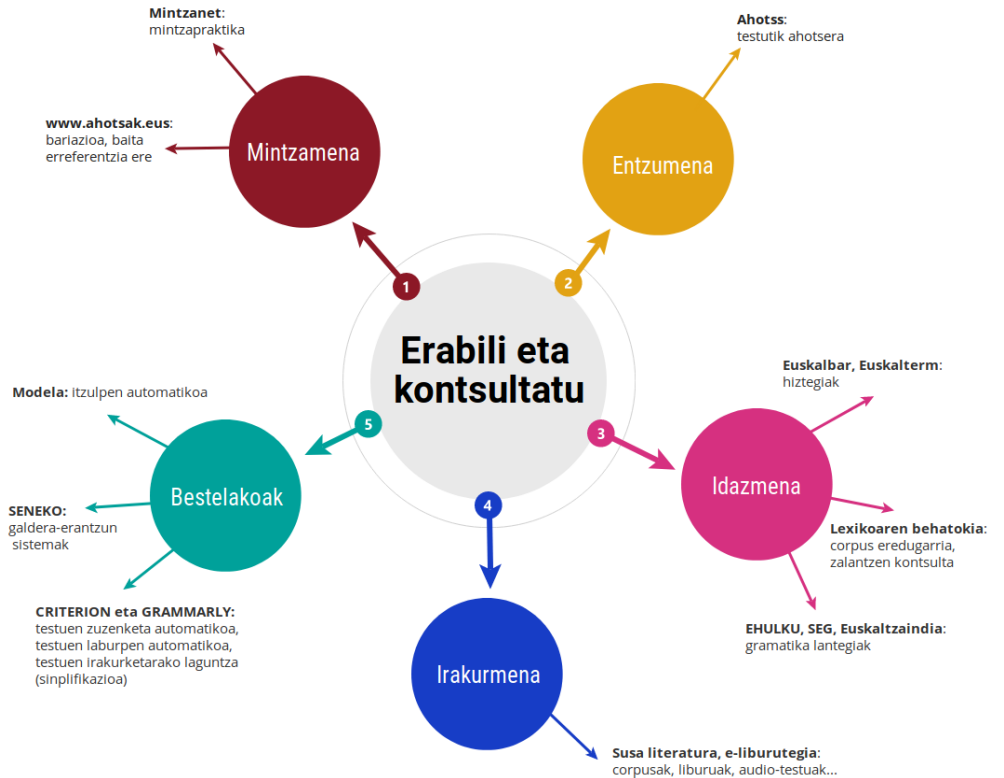 Mintzanet:
mintzapraktika
www.ahotsak.eus:
bariazioa, baita
erreferentzia ere
Mintzamena
Ahotss:
testutik ahotsera
Entzumena
1
2
Erabili eta
kontsultatu
3
4
5
Euskalbar, Euskalterm:
hiztegiak
Idazmena
Lexikoaren behatokia:
corpus eredugarria,
zalantzen kontsulta
EHULKU, SEG, Euskaltzaindia:
gramatika lantegiak
Irakurmena
Susa literatura, e-liburutegia:
corpusak, liburuak, audio-testuak...
Modela: itzulpen automatikoa
Bestelakoak
SENEKO:
galdera-erantzun
sistemak
CRITERION eta GRAMMARLY:
testuen zuzenketa automatikoa,
testuen laburpen automatikoa,
testuen irakurketarako laguntza
(sinplifikazioa)